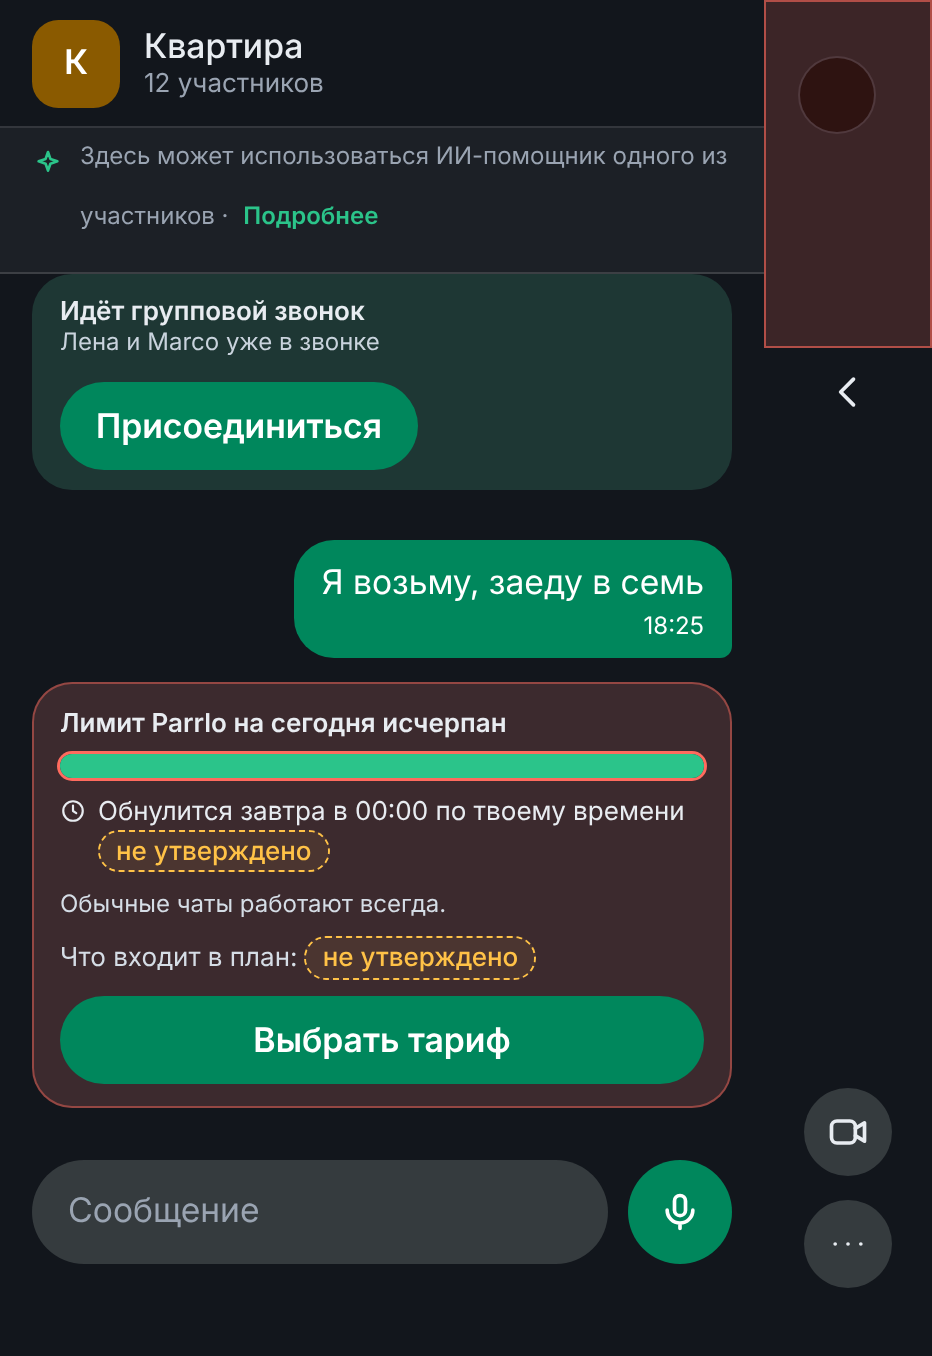 К
Квартира
12 участников
Здесь может использоваться ИИ-помощник одного из
участников · Подробнее
Идёт групповой звонок
Лена и Marco уже в звонке
Присоединиться
Я возьму, заеду в семь
18:25
Лимит Parrlo на сегодня исчерпан
Обнулится завтра в 00:00 по твоему времени
не утверждено
Обычные чаты работают всегда.
Что входит в план: не утверждено
Выбрать тариф
Сообщение